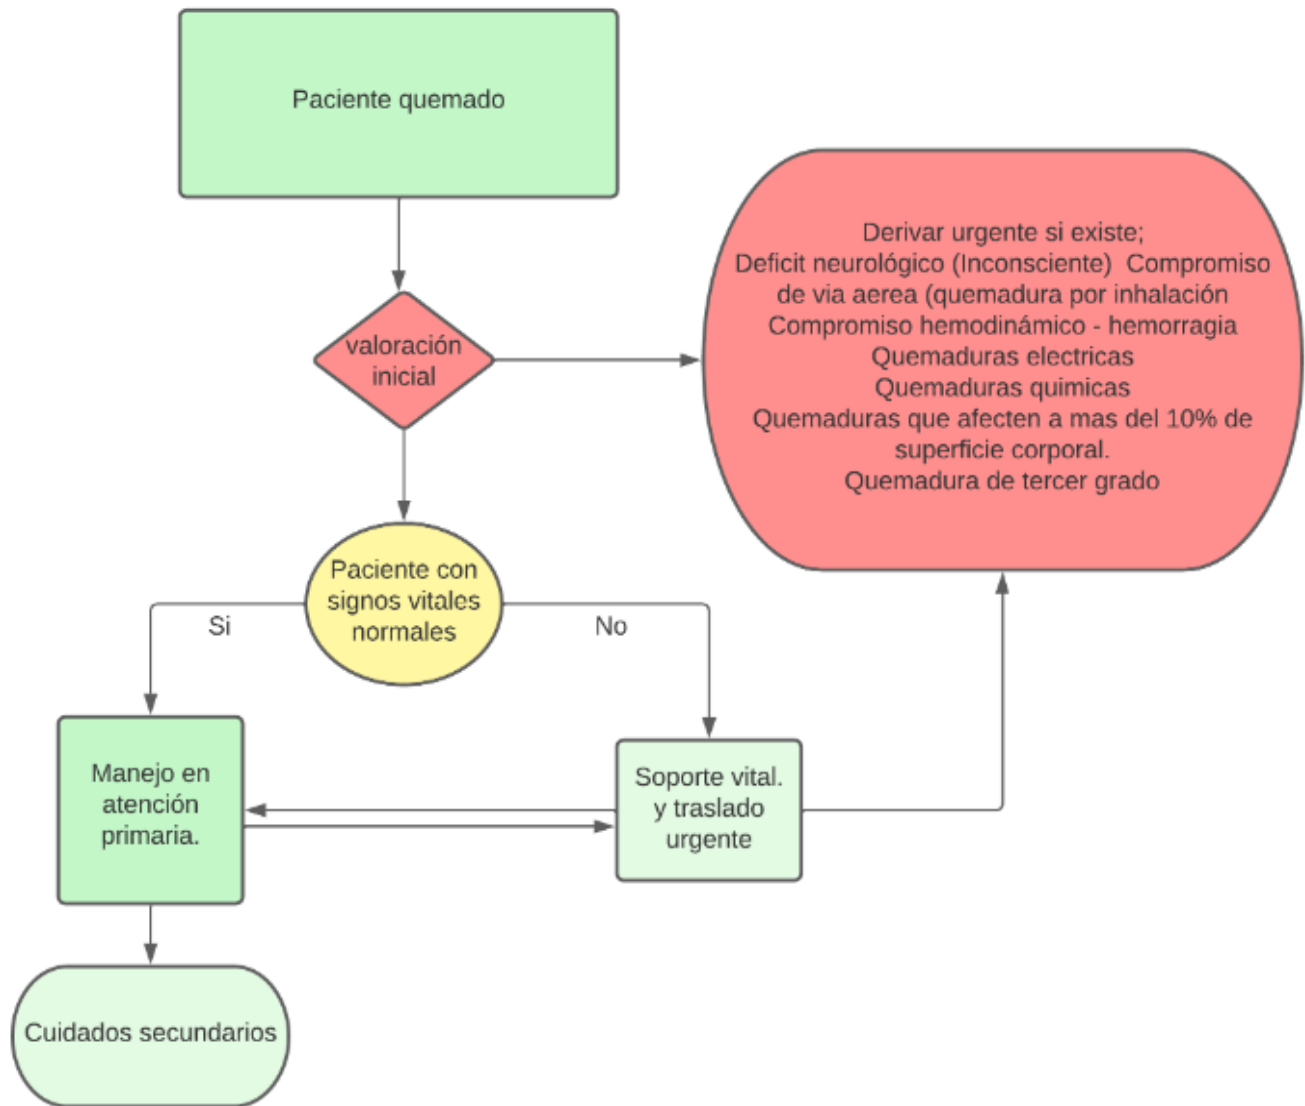 Paciente quemado
valoración
inicial
Derivar urgente si existe;
Deficit neurológico (Inconsciente)  Compromiso
de via aerea (quemadura por inhalación
Compromiso hemodinámico - hemorragia
Quemaduras electricas
Quemaduras quimicas
Quemaduras que afecten a mas del 10% de
superficie corporal.
Quemadura de tercer grado
Paciente con
signos vitales
normales
Si
No
Manejo en
atención
primaria.
Soporte vital.
y traslado
urgente
Cuidados secundarios